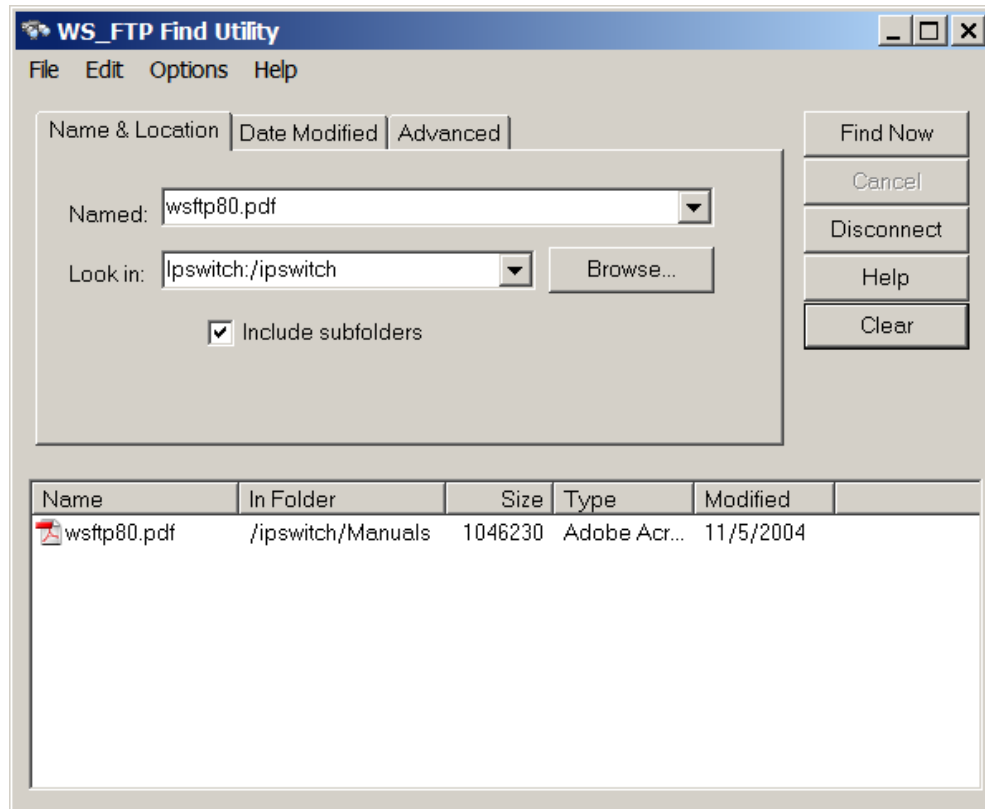 WS_FTP Find Utility
File Edit Options Help
Name & Location Date Modified Advanced
Find Now
Cancel
Named: wsftp80.pdf
Disconnect
Look in: Ipswitch:/ipswitch Browse...
Help
Include subfolders
Clear
Name In Folder Size Type Modified
wsftp80.pdf /ipswitch/Manuals 1046230 Adobe Acr... 11/5/2004